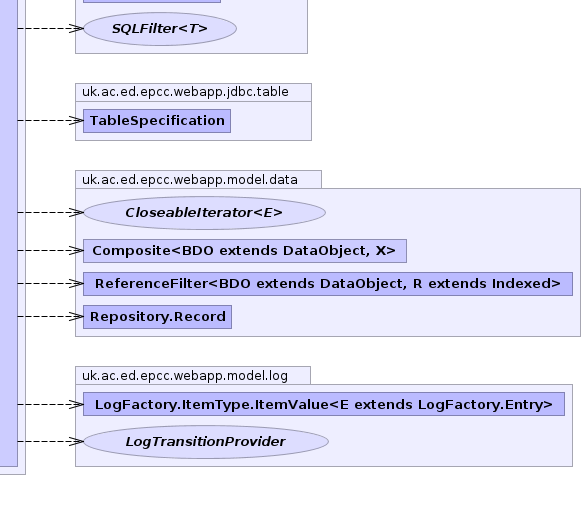 SQLFilter<T>
uk.ac.ed.epcc.webapp.jdbc.table
TableSpecification
uk.ac.ed.epcc.webapp.model.data
CloseableIterator<E>
Composite<BDO extends DataObject, X>
ReferenceFilter<BDO extends DataObject, R extends Indexed>
Repository.Record
uk.ac.ed.epcc.webapp.model.log
LogFactory.ItemType.ItemValue<E extends LogFactory.Entry>
LogTransitionProvider